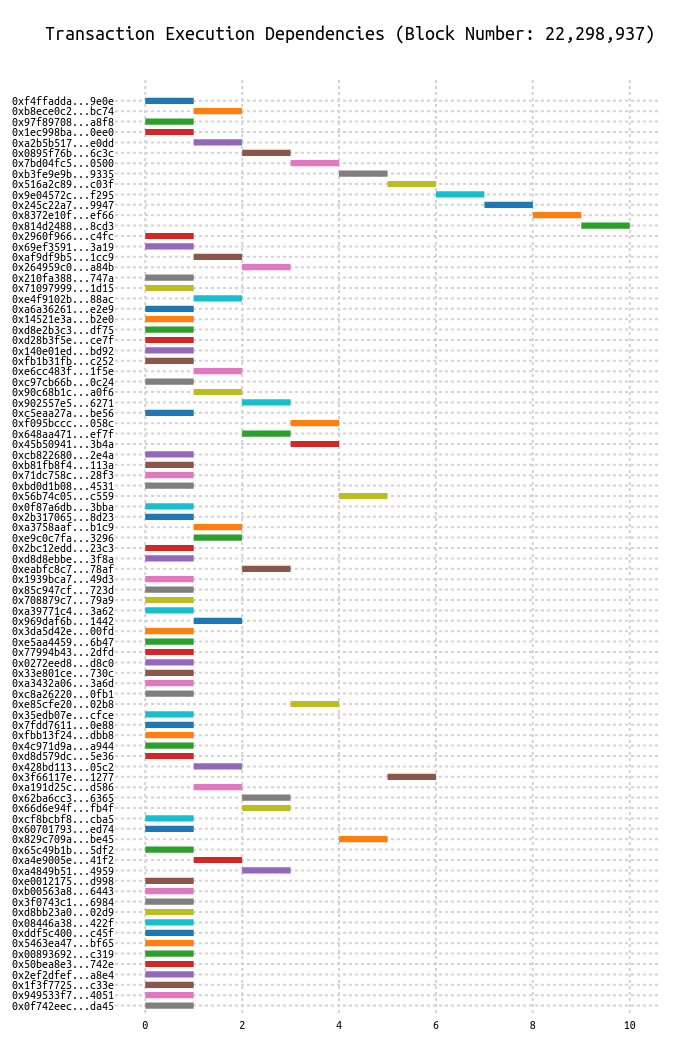 Transaction Execution Dependencies (Block Number: 22,298,937)
0xf4ffadda...9e0e
0xb8ece0c2...bc74
0x97f89708...a8f8
0x1ec998ba...0ee0
0xa2b5b517...e0dd
0x0895f76b...6c3c
0x7bd04fc5...0500
0xb3fe9e9b...9335
0x516a2c89...c03f
0x9e04572c...f295
0x245c22a7...9947
0x8372e10f...ef66
0x814d2488...8cd3
0x2960f966...c4fc
0x69ef3591...3a19
0xaf9df9b5...1cc9
0x264959c0...a84b
0x210fa388...747a
0x71097999...1d15
0xe4f9102b...88ac
0xa6a36261...e2e9
0x14521e3a...b2e0
0xd8e2b3c3...df75
0xd28b3f5e...ce7f
0x140e01ed...bd92
0xfb1b31fb...c252
0xe6cc483f...1f5e
0xc97cb66b...0c24
0x90c68b1c...a0f6
0x902557e5...6271
0xc5eaa27a...be56
0xf095bccc...058c
0x648aa471...ef7f
0x45b50941...3b4a
0xcb822680...2e4a
0xb81fb8f4...113a
0x71dc758c...28f3
0xbd0d1b08...4531
0x56b74c05...c559
0x0f87a6db...3bba
0x2b317065...8d23
0xa3758aaf...b1c9
0xe9c0c7fa...3296
0x2bc12edd...23c3
0xd8d8ebbe...3f8a
0xeabfc8c7...78af
0x1939bca7...49d3
0x85c947cf...723d
0x708879c7...79a9
0xa39771c4...3a62
0x969daf6b...1442
0x3da5d42e...00fd
0xe5aa4459...6b47
0x77994b43...2dfd
0x0272eed8...d8c0
0x33e801ce...730c
0xa3432a06...3a6d
0xc8a26220...0fb1
0xe85cfe20...02b8
0x35edb07e...cfce
0x7fdd7611...0e88
0xfbb13f24...dbb8
0x4c971d9a...a944
0xd8d579dc...5e36
0x428bd113...05c2
0x3f66117e...1277
0xa191d25c...d586
0x62ba6cc3...6365
0x66d6e94f...fb4f
0xcf8bcbf8...cba5
0x60701793...ed74
0x829c709a...be45
0x65c49b1b...5df2
0xa4e9005e...41f2
0xa4849b51...4959
0xe0012175...d998
0xb00563a8...6443
0x3f0743c1...6984
0xd8bb23a0...02d9
0x08446a38...422f
0xddf5c400...c45f
0x5463ea47...bf65
0x00893692...c319
0x50bea8e3...742e
0x2ef2dfef...a8e4
0x1f3f7725...c33e
0x949533f7...4051
0x0f742eec...da45
0 2 4 6 8 10